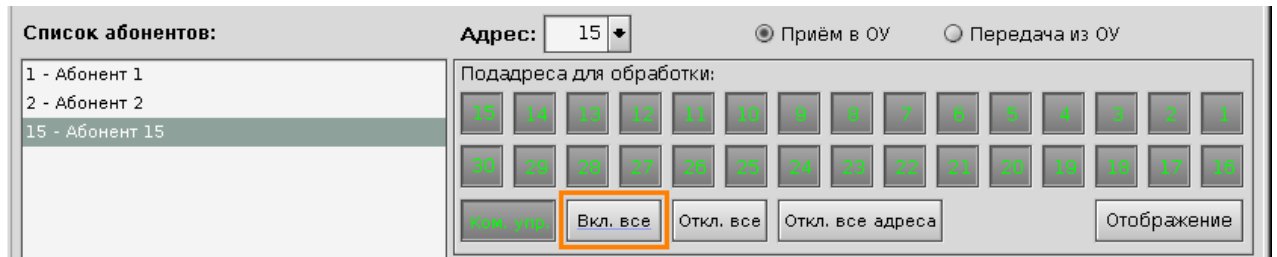 Список абонентов: Адрес: 15 Приём в ОУ Передача из ОУ
1 - Абонент 1
2 - Абонент 2
15 - Абонент 15
Подадреса для обработки:
15 14 13 12 11 10 9 8 7 6 5 4 3 2 1
30 29 28 27 26 25 24 23 22 21 20 19 18 17 16
Ком. упр. Вкл. все Откл. все Откл. все адреса Отображение